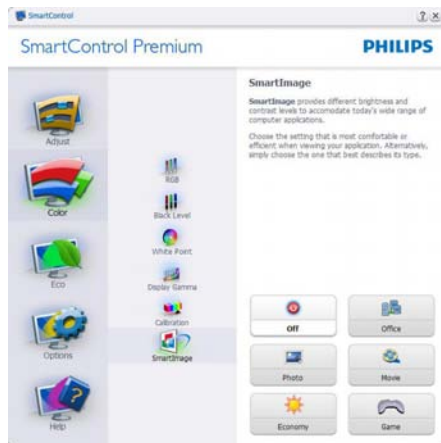 SmartControl
? X
SmartControl Premium
PHILIPS
Adjust
Color
Eco
Options
Help
RGB
Black Level
White Point
Display Gamma
Calibration
SmartImage
SmartImage
SmartImage provides different brightness and
contrast levels to accomodate today's wide range of
computer applications.
Choose the setting that is most comfortable or
efficient when viewing your application. Alternatively,
simply choose the one that best describes its type.
Off
Office
Photo
Movie
Economy
Game